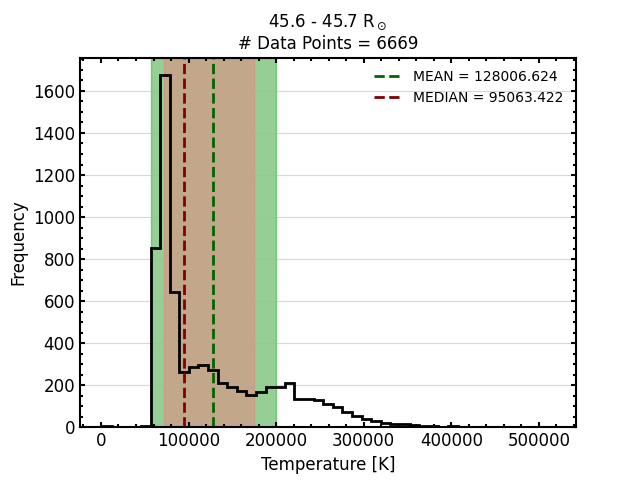 45.6 - 45.7 R⊙
# Data Points = 6669
MEAN = 128006.624
MEDIAN = 95063.422
Frequency
1600
1400
1200
1000
800
600
400
200
0
0 100000 200000 300000 400000 500000
Temperature [K]